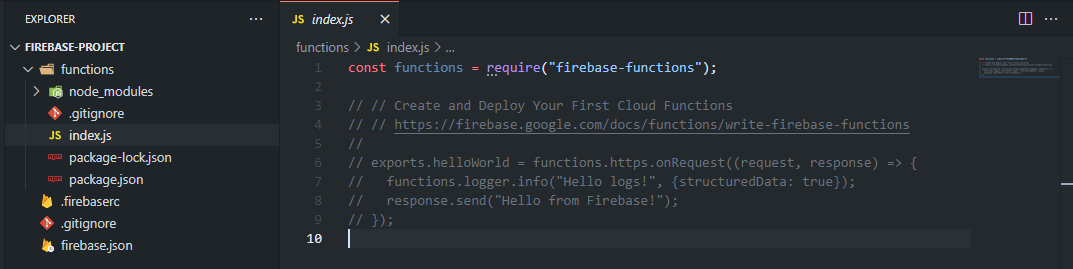 EXPLORER
FIREBASE-PROJECT
functions
node_modules
.gitignore
JS index.js
package-lock.json
package.json
.firebaserc
.gitignore
firebase.json
JS index.js
functions > JS index.js > ...
1 const functions = require("firebase-functions");
2
3 // // Create and Deploy Your First Cloud Functions
4 // // https://firebase.google.com/docs/functions/write-firebase-functions
5 //
6 // exports.helloWorld = functions.https.onRequest((request, response) => {
7 //   functions.logger.info("Hello logs!", {structuredData: true});
8 //   response.send("Hello from Firebase!");
9 // });
10